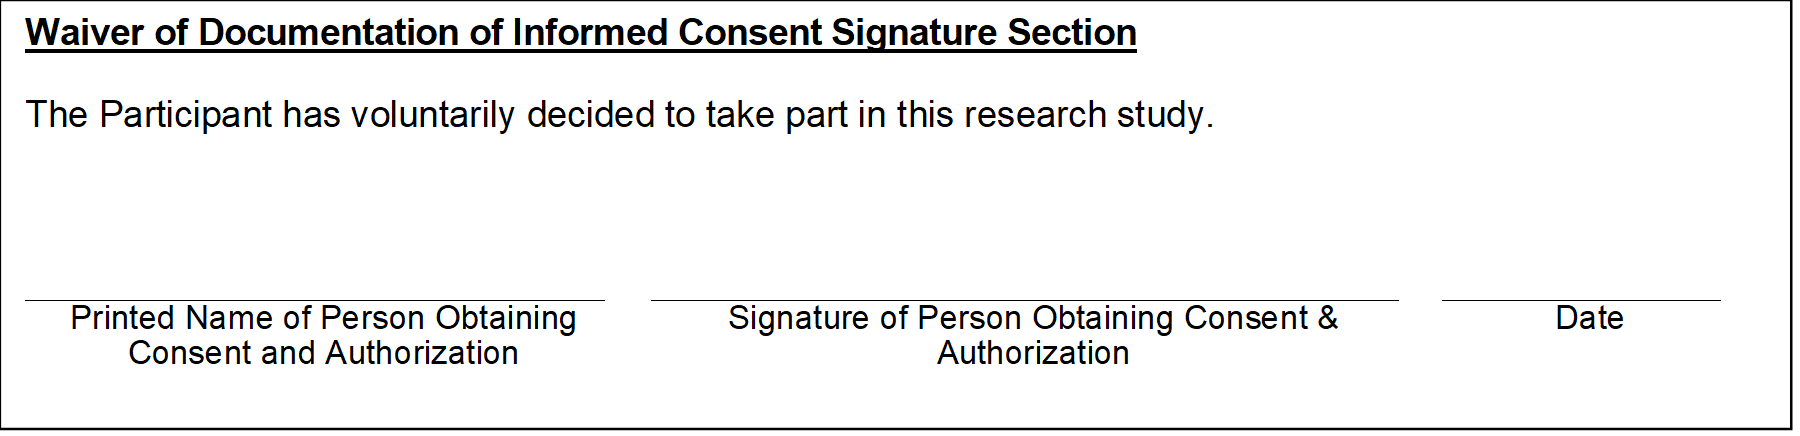 Waiver of Documentation of Informed Consent Signature Section
The Participant has voluntarily decided to take part in this research study.
Printed Name of Person Obtaining
Consent and Authorization
Signature of Person Obtaining Consent &
Authorization
Date